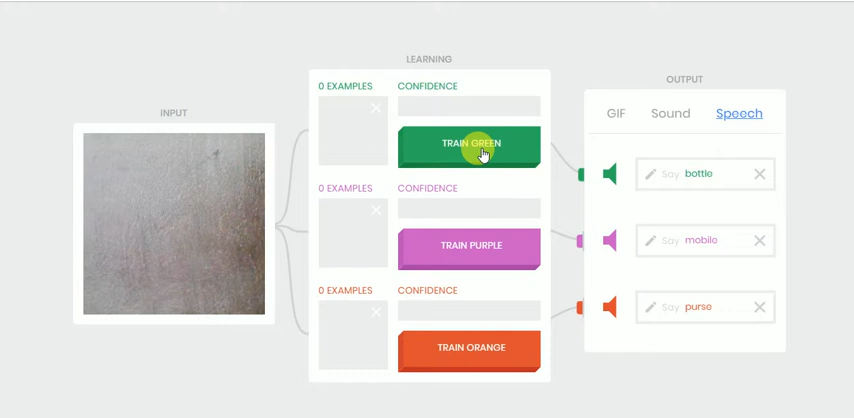 INPUT
LEARNING
0 EXAMPLES CONFIDENCE
TRAIN GREEN
0 EXAMPLES CONFIDENCE
TRAIN PURPLE
0 EXAMPLES CONFIDENCE
TRAIN ORANGE
OUTPUT
GIF Sound Speech
Say bottle
Say mobile
Say purse